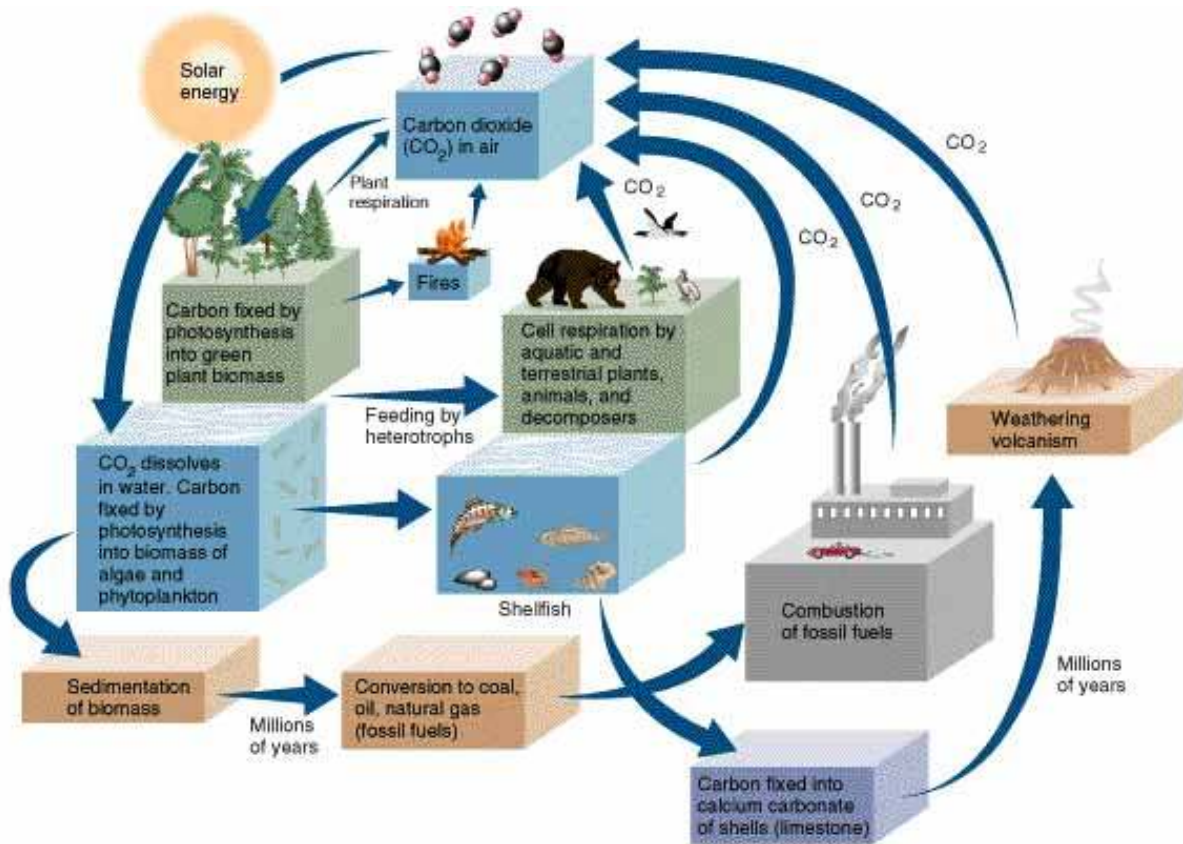 Solar
energy
Carbon dioxide
(CO₂) in air
Plant
respiration
CO₂
CO₂
CO₂
CO₂
Fires
Carbon fixed by
photosynthesis
into green
plant biomass
Cell respiration by
aquatic and
terrestrial plants,
animals, and
decomposers
Feeding by
heterotrophs
Weathering
volcanism
CO₂ dissolves
in water. Carbon
fixed by
photosynthesis
into biomass of
algae and
phytoplankton
Shellfish
Combustion
of fossil fuels
Sedimentation
of biomass
Millions
of years
Conversion to coal,
oil, natural gas
(fossil fuels)
Millions
of years
Carbon fixed into
calcium carbonate
of shells (limestone)